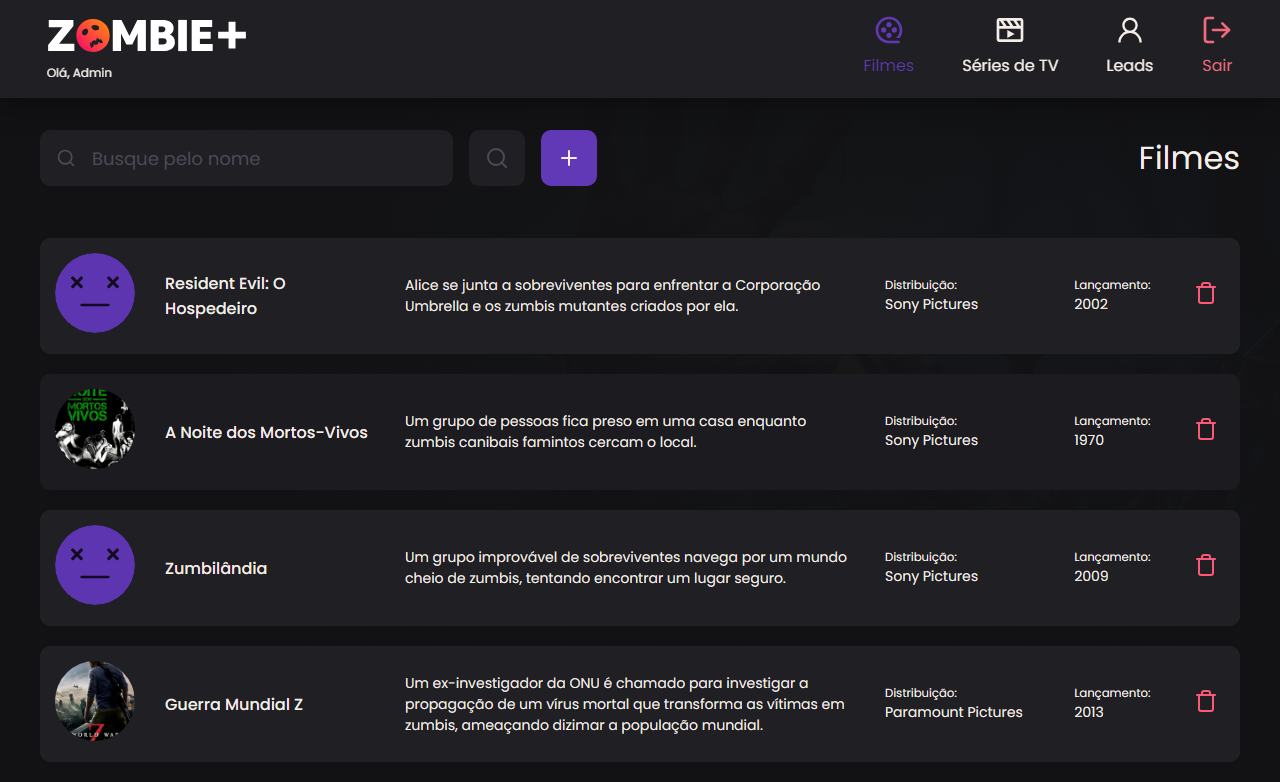 ZOMBIE+
Olá, Admin
Filmes
Séries de TV
Leads
Sair
Busque pelo nome
Filmes
Resident Evil: O
Hospedeiro
Alice se junta a sobreviventes para enfrentar a Corporação
Umbrella e os zumbis mutantes criados por ela.
Distribuição:
Sony Pictures
Lançamento:
2002
NOITE
DOS
MORTOS
VIVOS
A Noite dos Mortos-Vivos
Um grupo de pessoas fica preso em uma casa enquanto
zumbis canibais famintos cercam o local.
Distribuição:
Sony Pictures
Lançamento:
1970
Zumbilândia
Um grupo improvável de sobreviventes navega por um mundo
cheio de zumbis, tentando encontrar um lugar seguro.
Distribuição:
Sony Pictures
Lançamento:
2009
Z
WORLD WAR
Guerra Mundial Z
Um ex-investigador da ONU é chamado para investigar a
propagação de um vírus mortal que transforma as vítimas em
zumbis, ameaçando dizimar a população mundial.
Distribuição:
Paramount Pictures
Lançamento:
2013